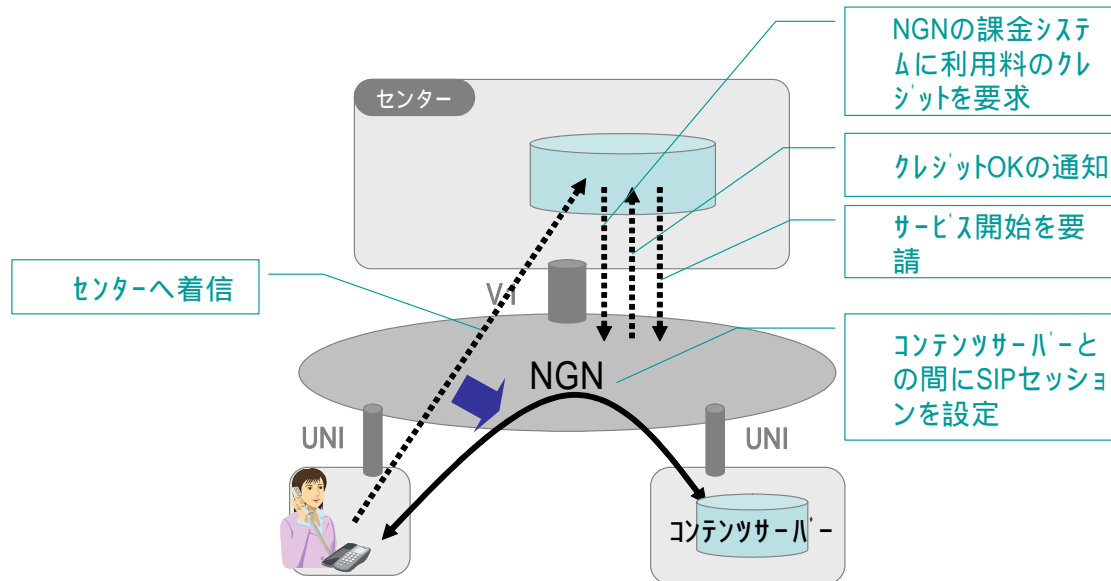 NGNの課金システ
ムに利用料のクレ
ジットを要求
センター
クレジットOKの通知
サービス開始を要
請
センターへ着信
コンテンツサーバーと
の間にSIPセッショ
ンを設定
NGN
UNI
UNI
コンテンツサーバー